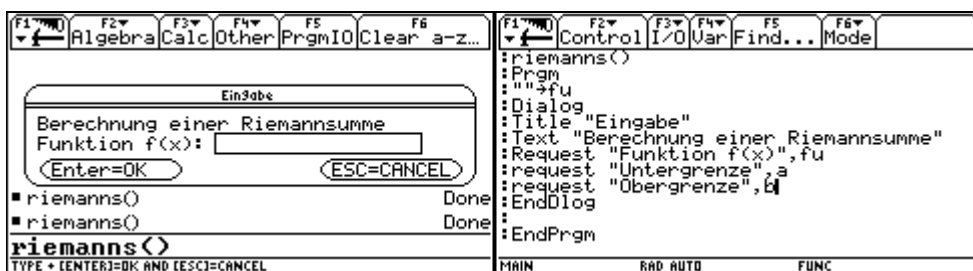 F1 F2 F3 F4 F5 F6
Algebra Calc Other PrgmIO Clear a-z...
Eingabe
Berechnung einer Riemannsumme
Funktion f(x):
Enter=OK ESC=CANCEL
riemanns() Done
riemanns() Done
riemanns()
TYPE + [ENTER]=OK AND [ESC]=CANCEL
F1 F2 F3 F4 F5 F6
Control I/O Var Find... Mode
:riemanns()
:Prgm
:""→fu
:Dialog
:Title "Eingabe"
:Text "Berechnung einer Riemannsumme"
:Request "Funktion f(x)",fu
:request "Untergrenze",a
:request "Obergrenze",b
:EndDlog
:
:EndPrgm
MAIN RAD AUTO FUNC